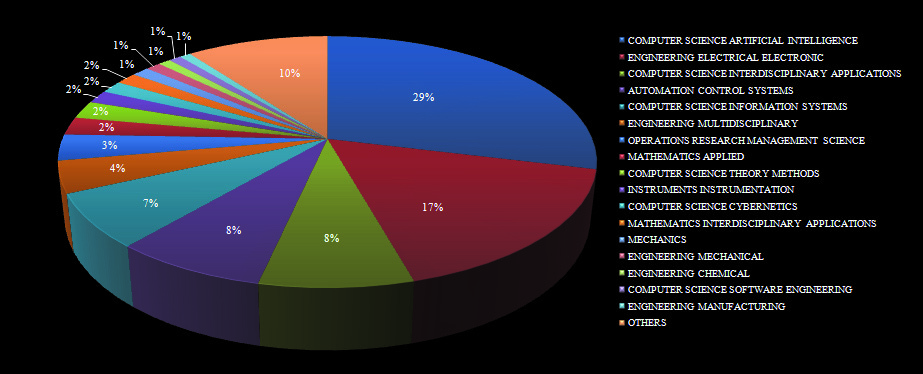 1%
1%
1%
1%
1%
2%
2%
2%
2%
2%
3%
4%
7%
8%
8%
17%
29%
10%
COMPUTER SCIENCE ARTIFICIAL INTELLIGENCE
ENGINEERING ELECTRICAL ELECTRONIC
COMPUTER SCIENCE INTERDISCIPLINARY APPLICATIONS
AUTOMATION CONTROL SYSTEMS
COMPUTER SCIENCE INFORMATION SYSTEMS
ENGINEERING MULTIDISCIPLINARY
OPERATIONS RESEARCH MANAGEMENT SCIENCE
MATHEMATICS APPLIED
COMPUTER SCIENCE THEORY METHODS
INSTRUMENTS INSTRUMENTATION
COMPUTER SCIENCE CYBERNETICS
MATHEMATICS INTERDISCIPLINARY APPLICATIONS
MECHANICS
ENGINEERING MECHANICAL
ENGINEERING CHEMICAL
COMPUTER SCIENCE SOFTWARE ENGINEERING
ENGINEERING MANUFACTURING
OTHERS